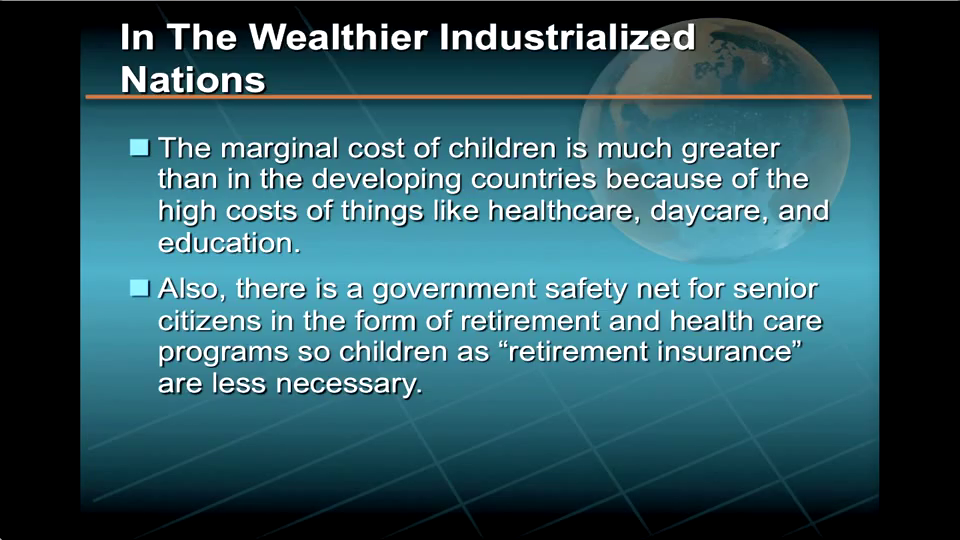 In The Wealthier Industrialized
Nations
The marginal cost of children is much greater
than in the developing countries because of the
high costs of things like healthcare, daycare, and
education.
Also, there is a government safety net for senior
citizens in the form of retirement and health care
programs so children as “retirement insurance”
are less necessary.